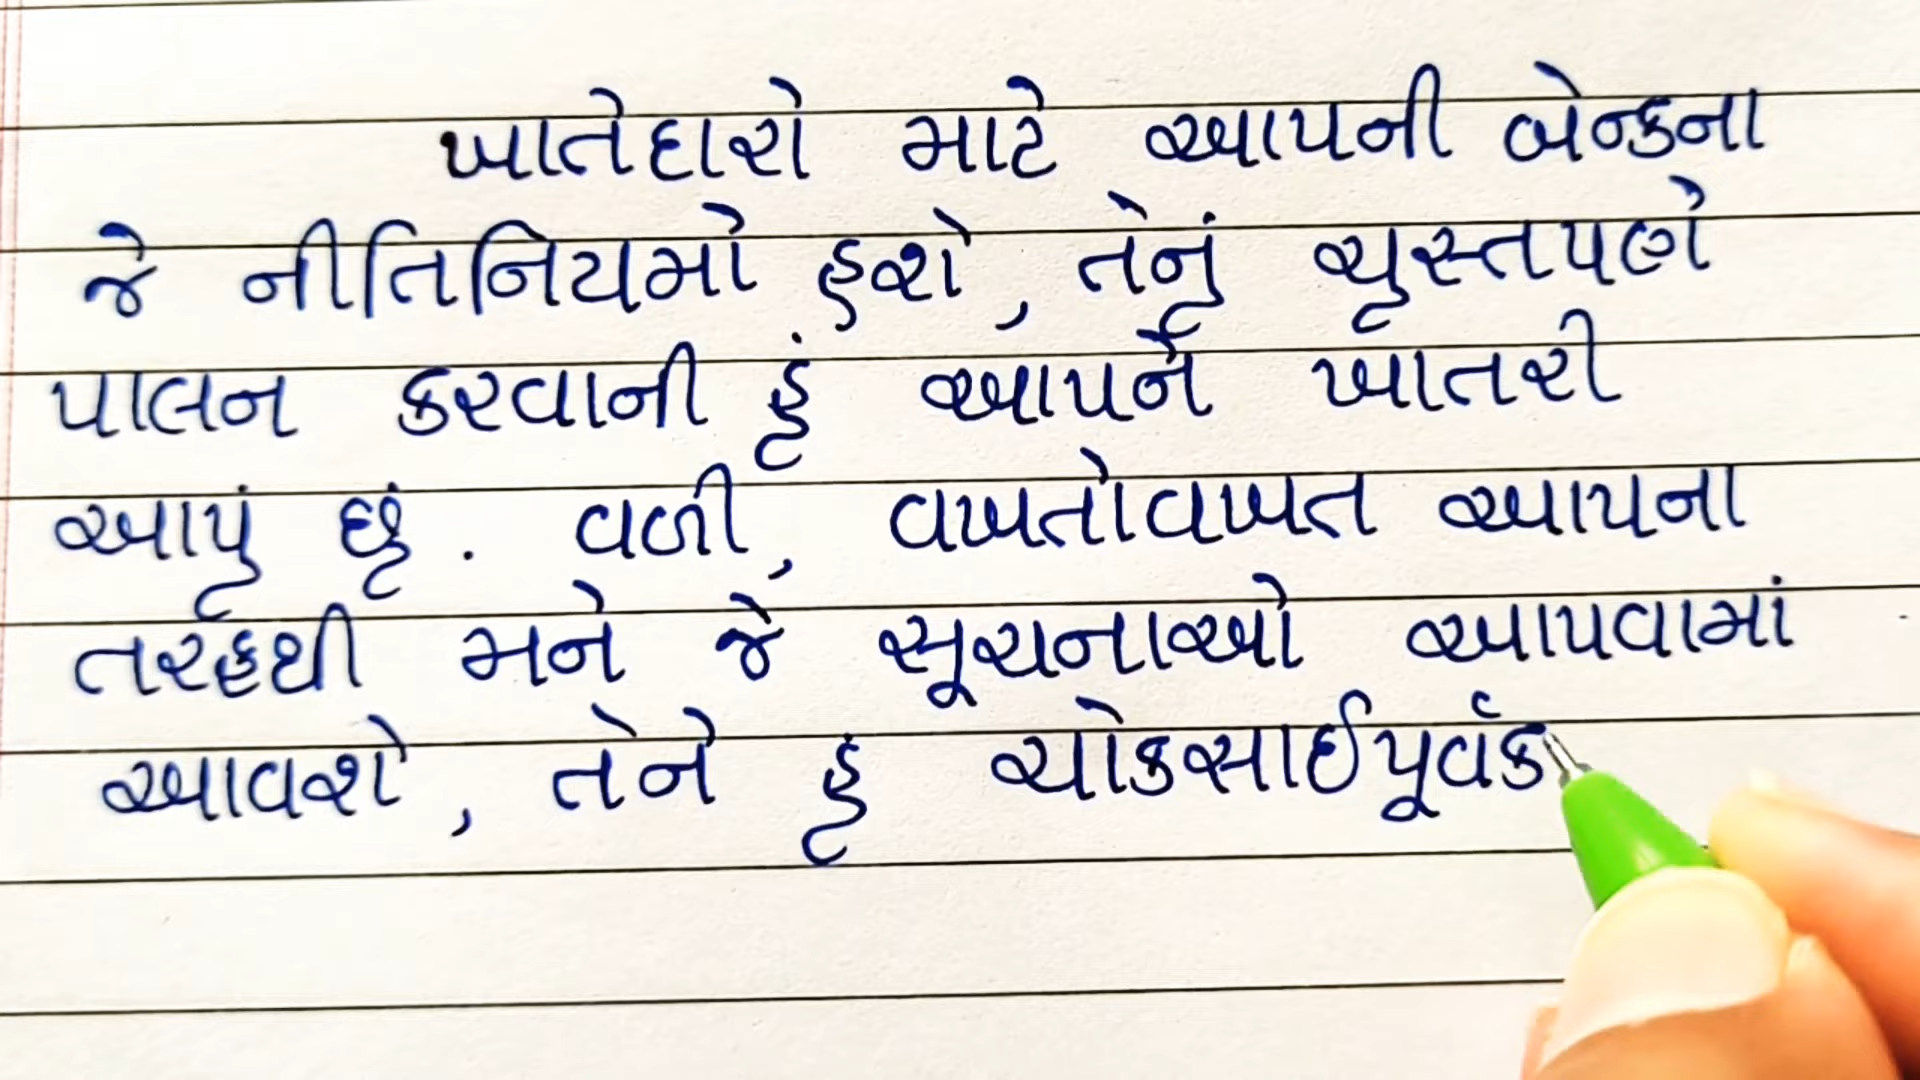 ખાતેદારો માટે આપની બેન્કના
જે નીતિનિયમો હશે, તેનું ચુસ્તપણે
પાલન કરવાની હું આપને ખાતરી
આપું છું. વળી, વખતોવખત આપના
તરફથી મને જે સૂચનાઓ આપવામાં
આવશે, તેને હુ ચોકસાઈપૂર્વક